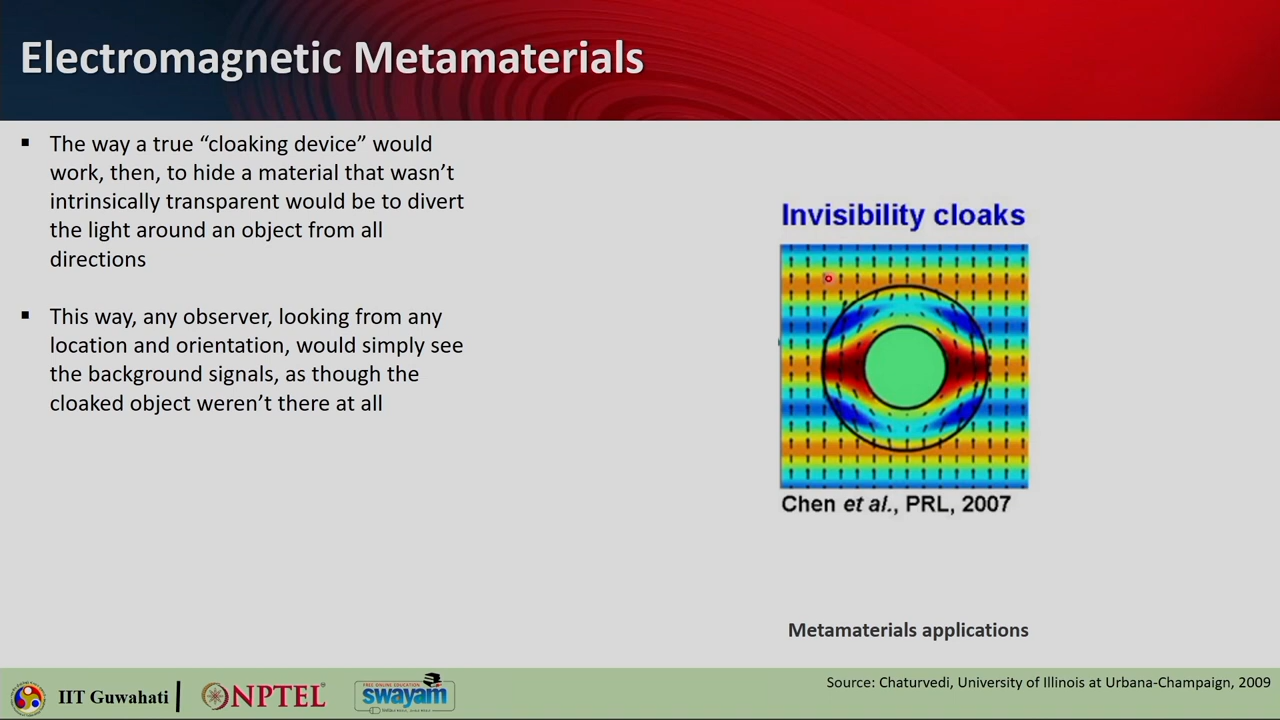 Electromagnetic Metamaterials
▪ The way a true “cloaking device” would
work, then, to hide a material that wasn’t
intrinsically transparent would be to divert
the light around an object from all
directions
▪ This way, any observer, looking from any
location and orientation, would simply see
the background signals, as though the
cloaked object weren’t there at all
Invisibility cloaks
Chen et al., PRL, 2007
Metamaterials applications
IIT Guwahati
NPTEL
FREE ONLINE EDUCATION
swayam
Source: Chaturvedi, University of Illinois at Urbana-Champaign, 2009